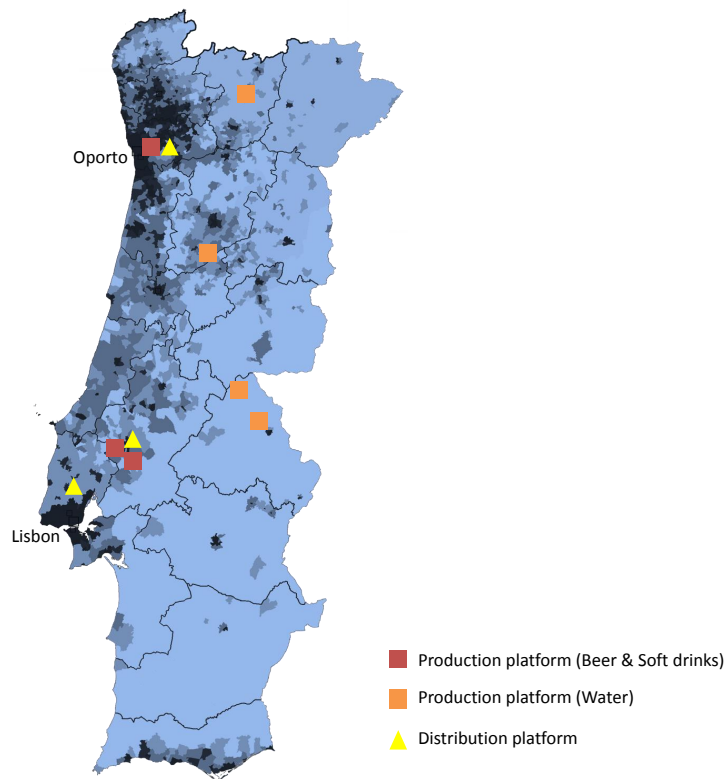 Oporto
Lisbon
Production platform (Beer & Soft drinks)
Production platform (Water)
Distribution platform